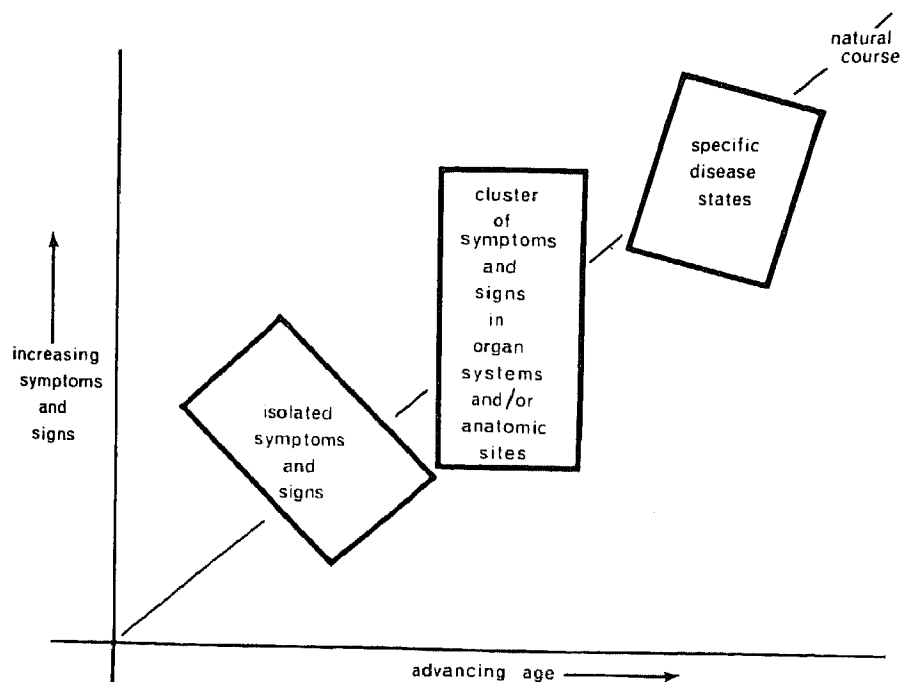 natural
course
specific
disease
states
cluster
of
symptoms
and
signs
in
organ
systems
and/or
anatomic
sites
increasing
symptoms
and
signs
isolated
symptoms
and
signs
advancing age